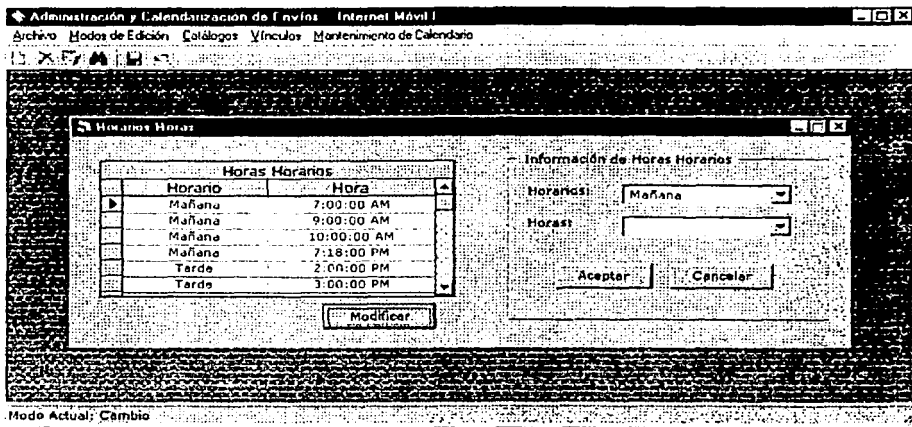 Administración y Calendarización de Envíos Internet Móvil
Archivo Modos de Edición Catálogos Vínculos Mantenimiento de Calendario
Horarios Horas
Horas Horarios
Horario Hora
Mañana 7:00:00 AM
Mañana 9:00:00 AM
Mañana 10:00:00 AM
Mañana 7:18:00 PM
Tarde 2:00:00 PM
Tarde 3:00:00 PM
Modificar
Información de Horas Horarios
Horarios: Mañana
Horas:
Aceptar Cancelar
Modo Actual: Cambio